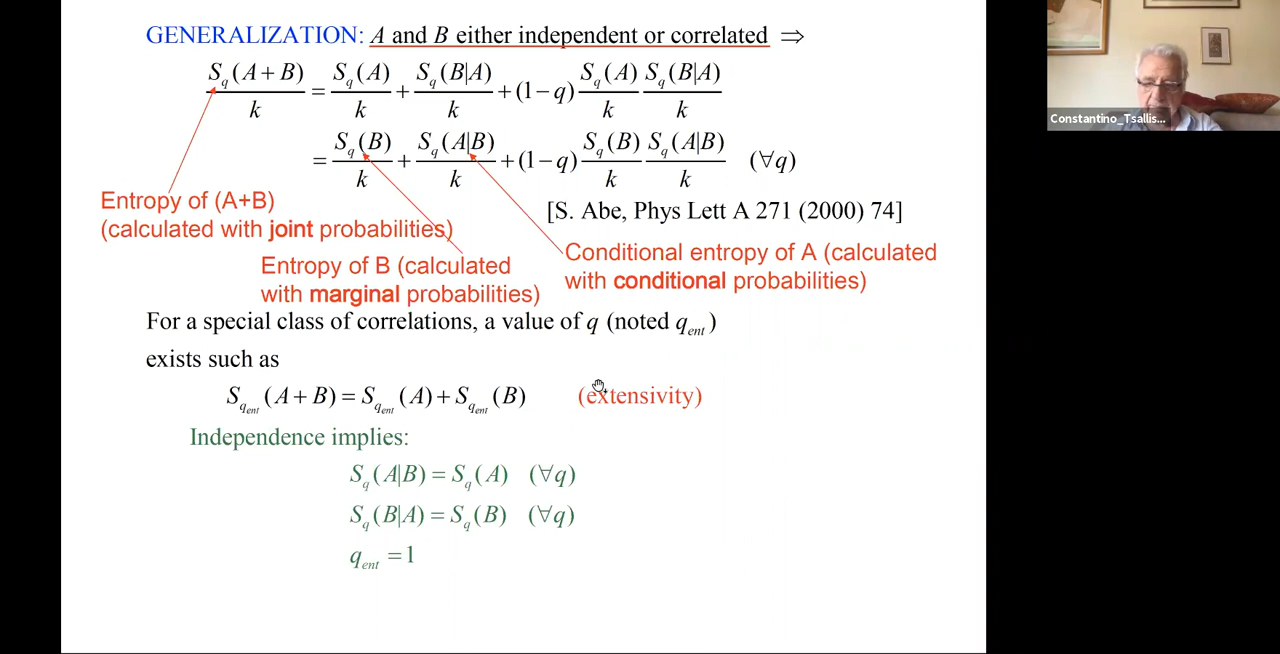 GENERALIZATION: A and B either independent or correlated ⇒
S_q(A+B)/k = S_q(A)/k + S_q(B|A)/k + (1−q) S_q(A)/k S_q(B|A)/k
= S_q(B)/k + S_q(A|B)/k + (1−q) S_q(B)/k S_q(A|B)/k (∀q)
Entropy of (A+B)
(calculated with joint probabilities)
[S. Abe, Phys Lett A 271 (2000) 74]
Entropy of B (calculated
with marginal probabilities)
Conditional entropy of A (calculated
with conditional probabilities)
For a special class of correlations, a value of q (noted q_ent)
exists such as
S_q_ent(A+B) = S_q_ent(A) + S_q_ent(B) (extensivity)
Independence implies:
S_q(A|B) = S_q(A) (∀q)
S_q(B|A) = S_q(B) (∀q)
q_ent = 1
Constantino_Tsallis...